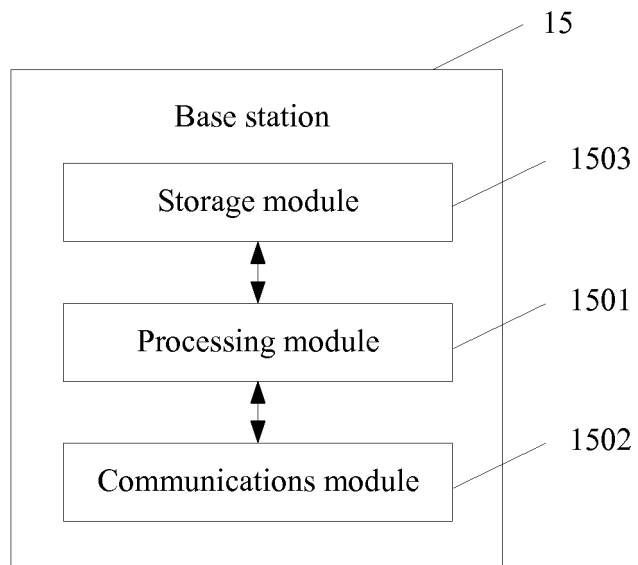 15
Base station
1503
Storage module
1501
Processing module
1502
Communications module